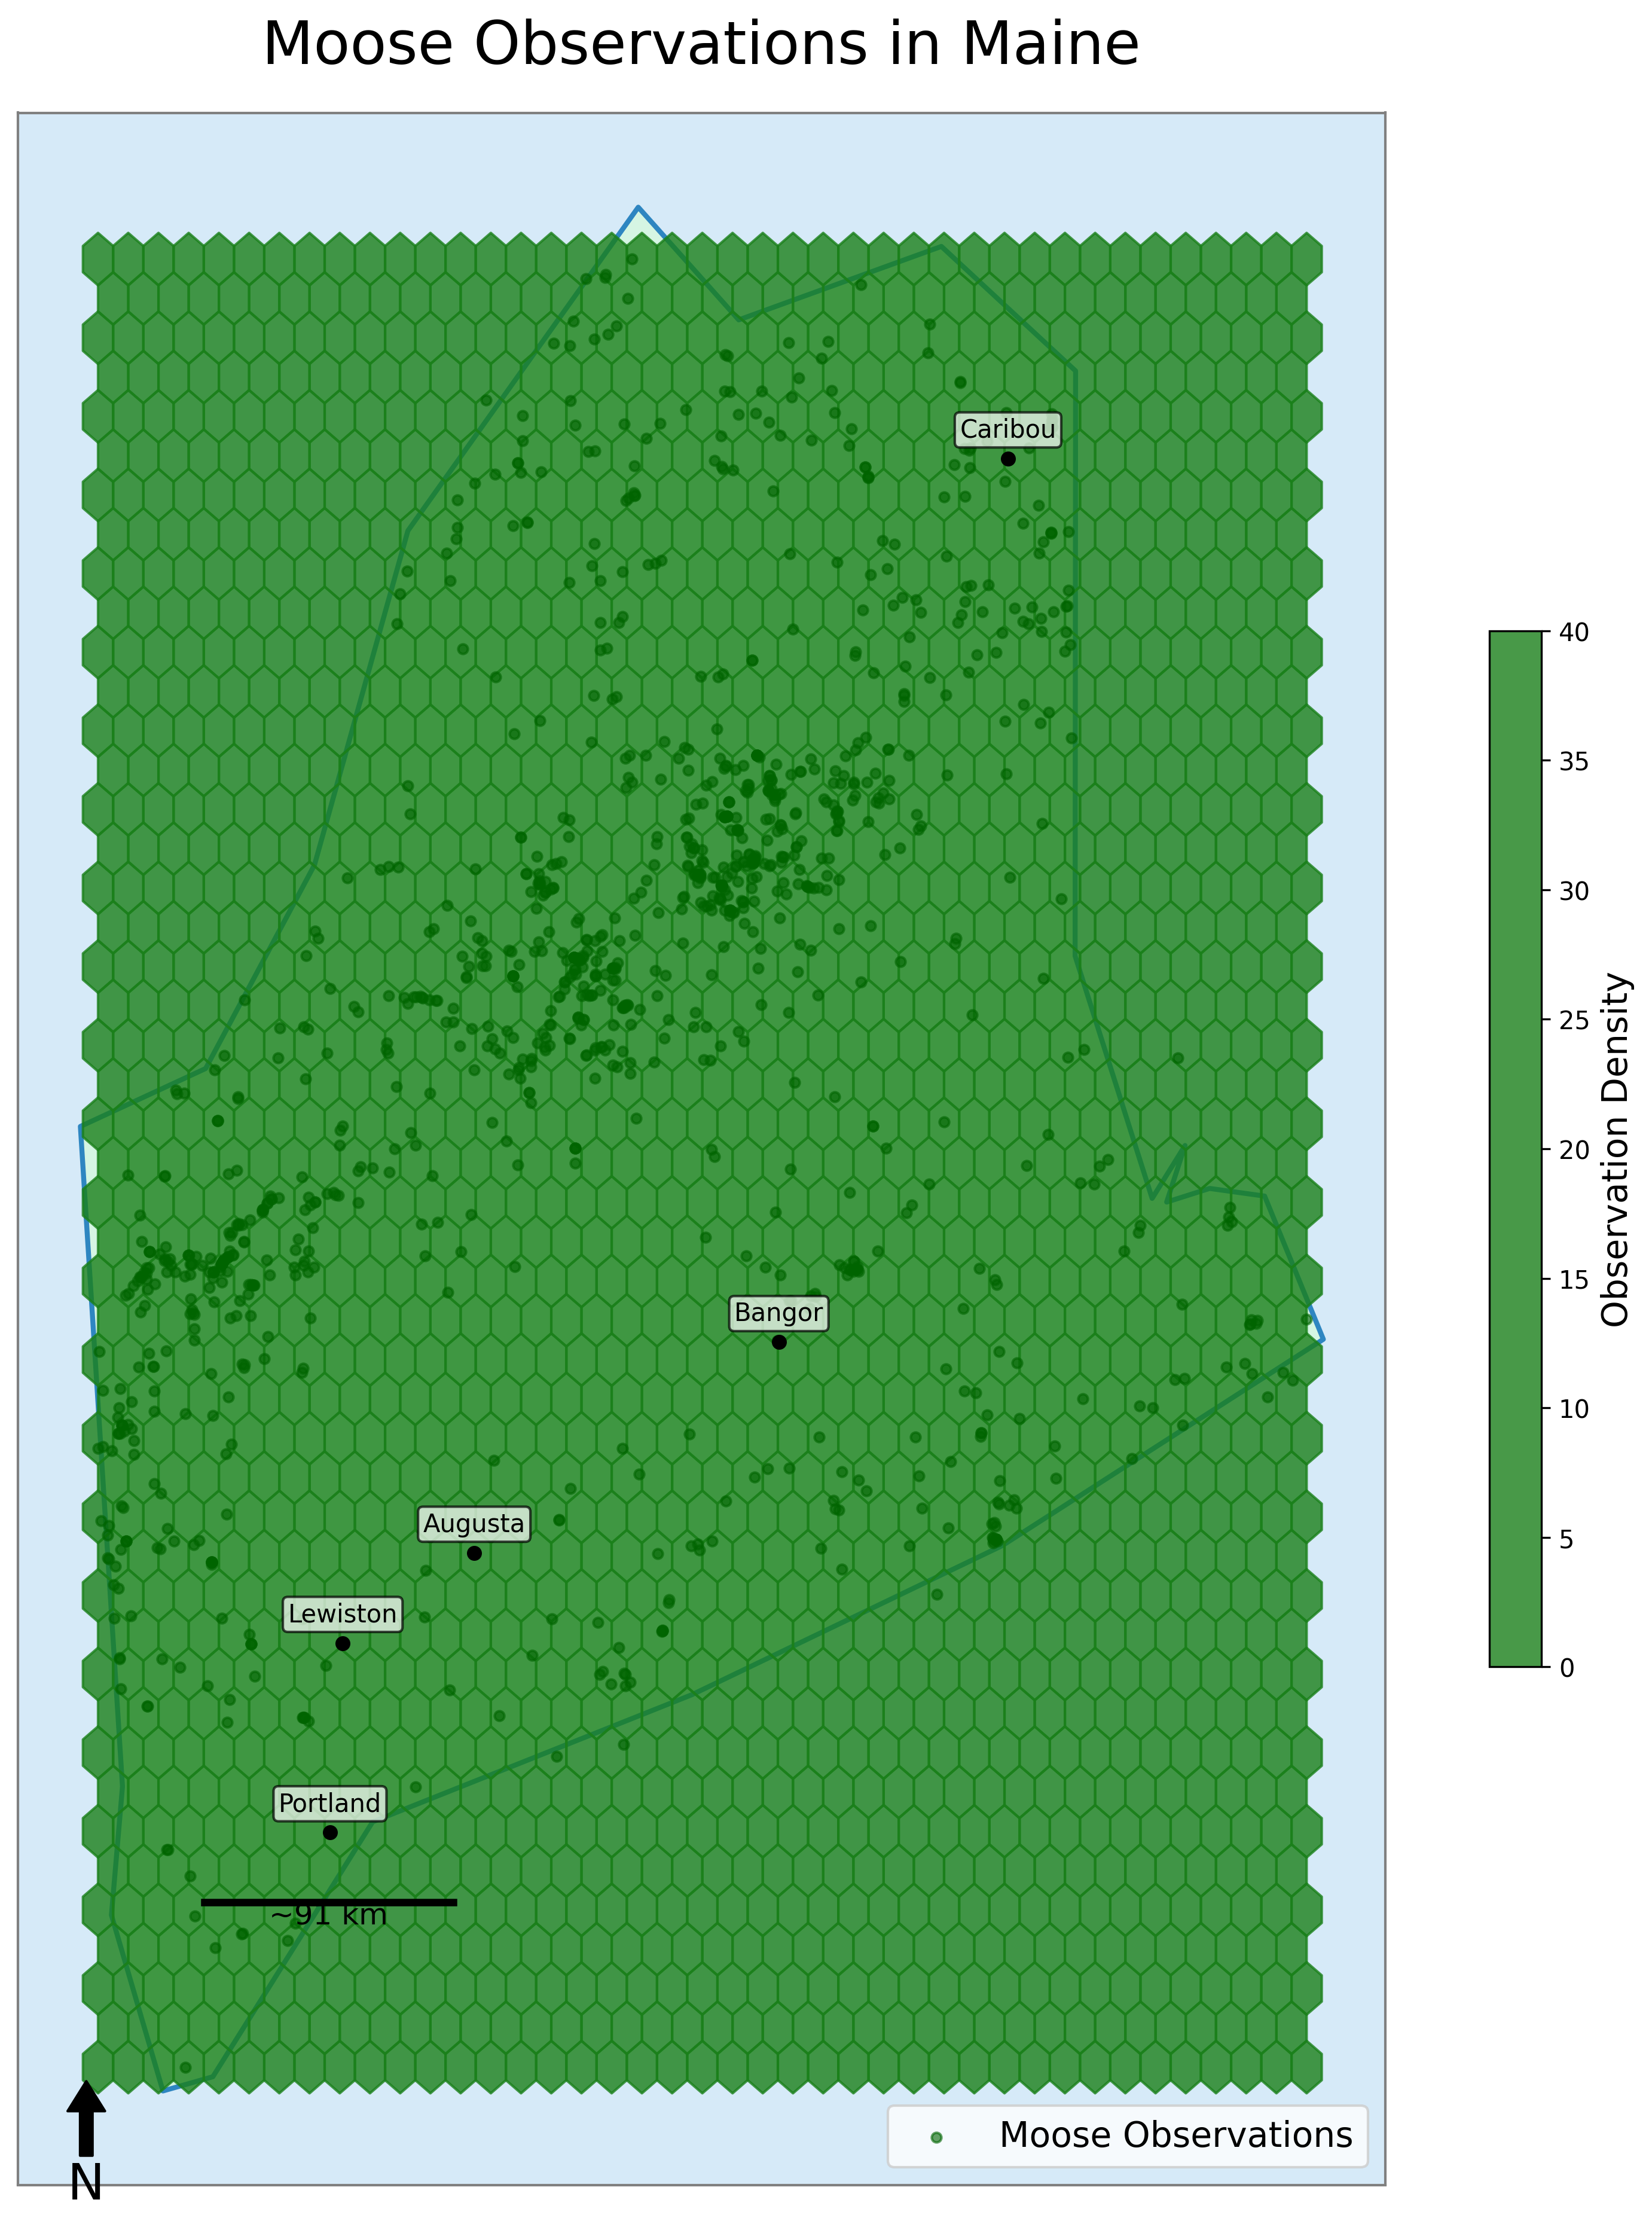 Moose Observations in Maine
Caribou
Bangor
Augusta
Lewiston
Portland
~91 km
N
Moose Observations
40
35
30
25
20
15
10
5
0
Observation Density